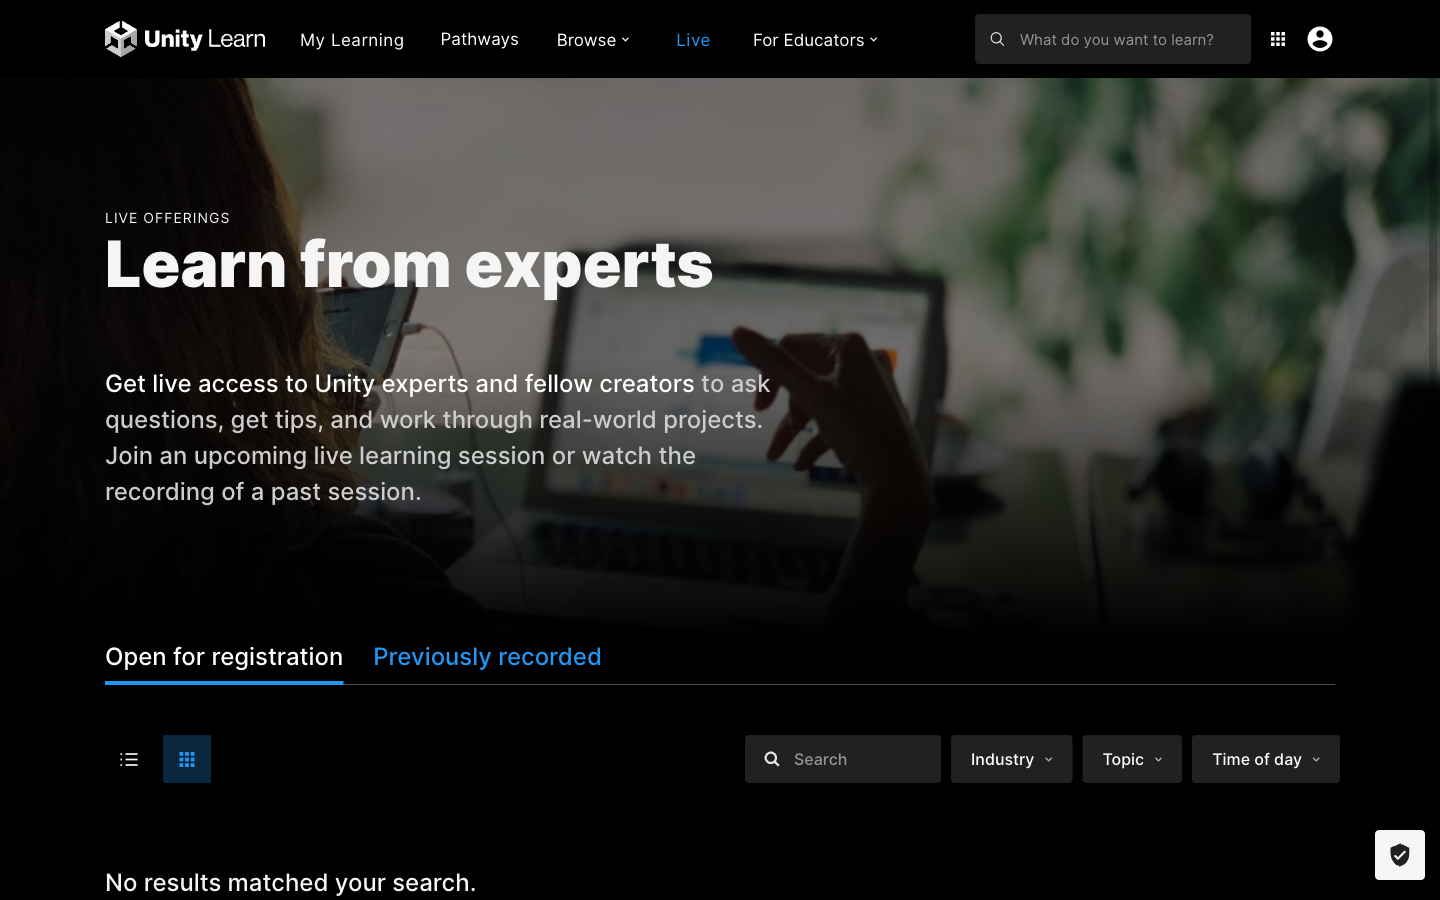 Unity Learn
My Learning
Pathways
Browse
Live
For Educators
What do you want to learn?
LIVE OFFERINGS
Learn from experts
Get live access to Unity experts and fellow creators to ask
questions, get tips, and work through real-world projects.
Join an upcoming live learning session or watch the
recording of a past session.
Open for registration
Previously recorded
Search
Industry
Topic
Time of day
No results matched your search.